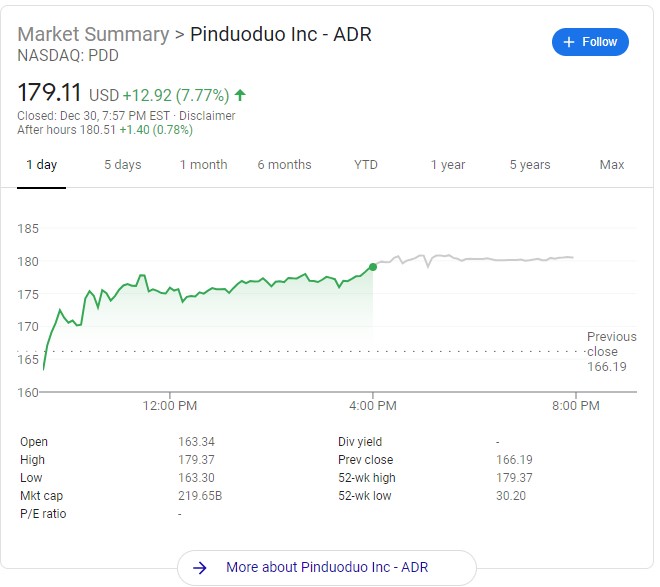 Market Summary > Pinduoduo Inc - ADR
NASDAQ: PDD
+ Follow
179.11 USD +12.92 (7.77%) ↑
Closed: Dec 30, 7:57 PM EST · Disclaimer
After hours 180.51 +1.40 (0.78%)
1 day 5 days 1 month 6 months YTD 1 year 5 years Max
185
180
175
170
165
160
Previous
close
166.19
12:00 PM 4:00 PM 8:00 PM
Open 163.34 Div yield -
High 179.37 Prev close 166.19
Low 163.30 52-wk high 179.37
Mkt cap 219.65B 52-wk low 30.20
P/E ratio -
→ More about Pinduoduo Inc - ADR